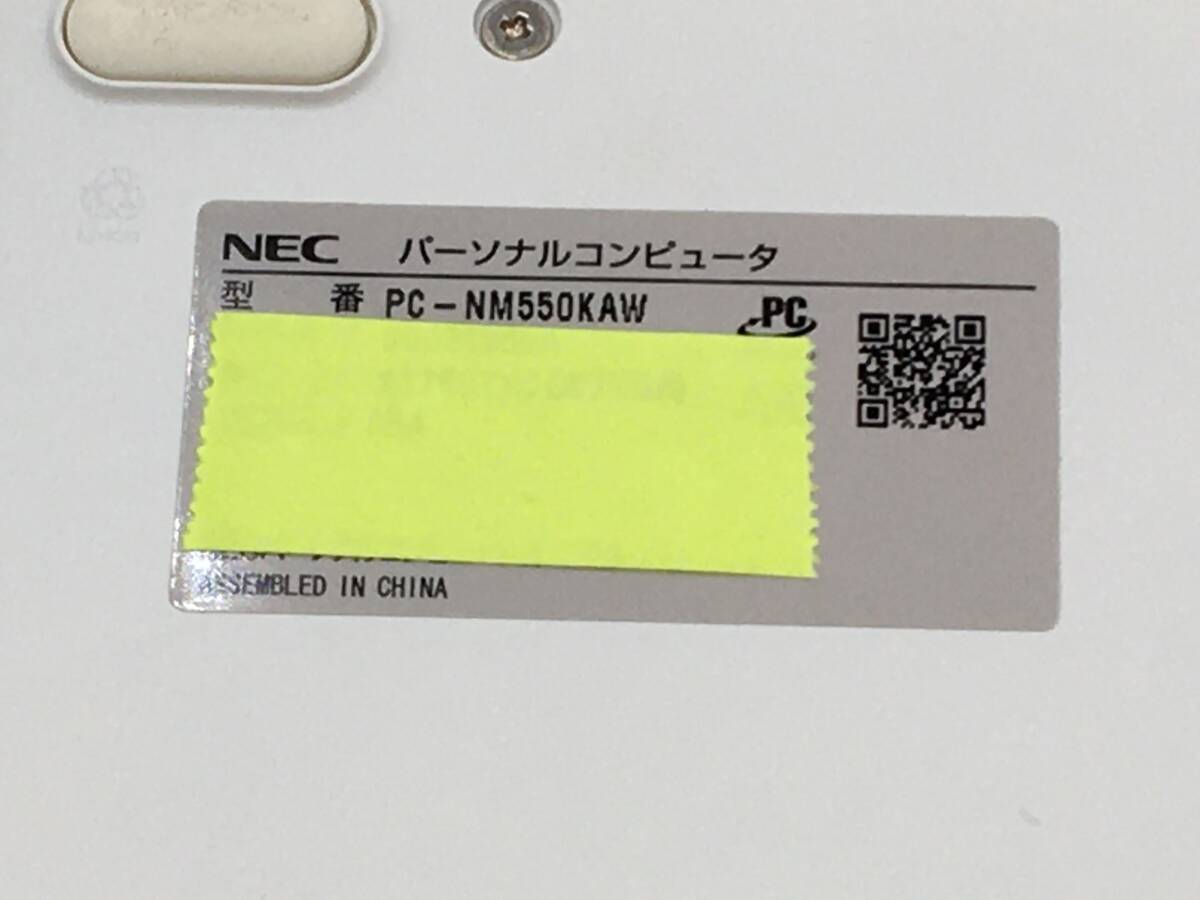 NEC パーソナルコンピュータ
型 番 PC-NM550KAW PC
ASSEMBLED IN CHINA